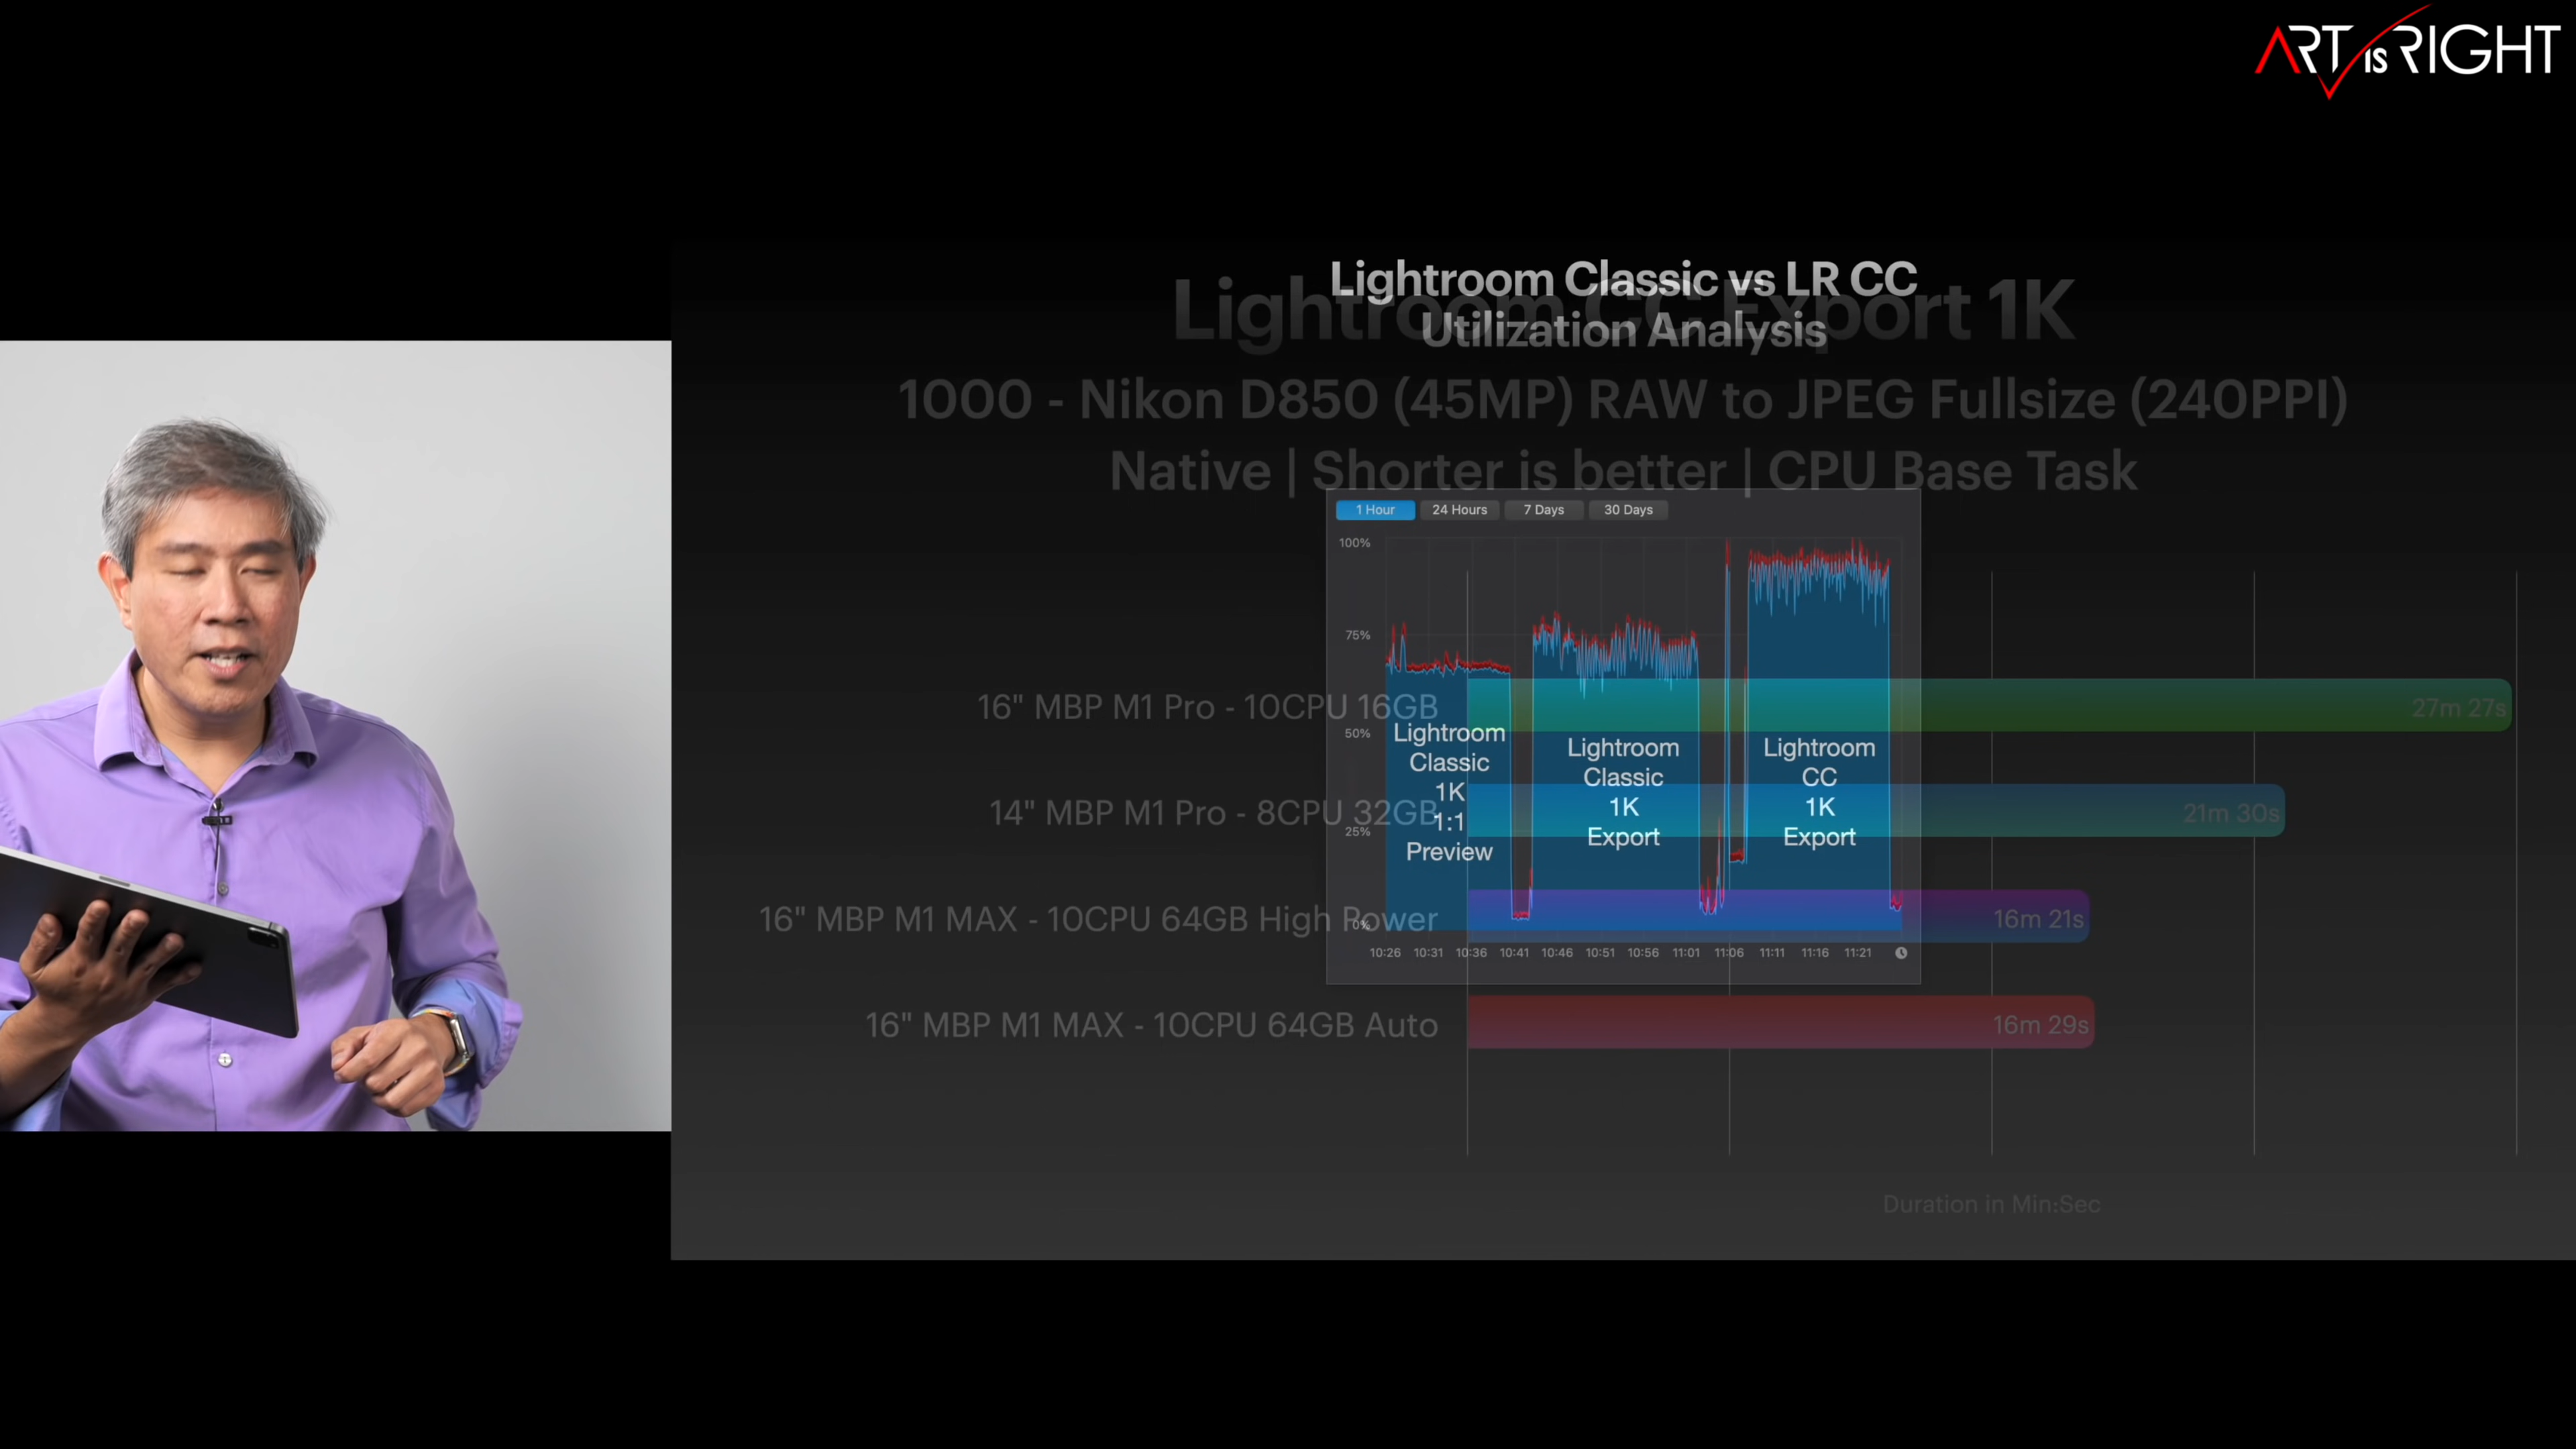 ART IS RIGHT
Lightroom Classic vs LR CC
Utilization Analysis
Lightroom CC Export 1K
1000 - Nikon D850 (45MP) RAW to JPEG Fullsize (240PPI)
Native | Shorter is better | CPU Base Task
1 Hour
24 Hours
7 Days
30 Days
100%
75%
50%
25%
0%
Lightroom
Classic
1K
1:1
Preview
Lightroom
Classic
1K
Export
Lightroom
CC
1K
Export
10:26 10:31 10:36 10:41 10:46 10:51 10:56 11:01 11:06 11:11 11:16 11:21
16" MBP M1 Pro - 10CPU 16GB
27m 27s
14" MBP M1 Pro - 8CPU 32GB
21m 30s
16" MBP M1 MAX - 10CPU 64GB High Power
16m 21s
16" MBP M1 MAX - 10CPU 64GB Auto
16m 29s
Duration in Min:Sec